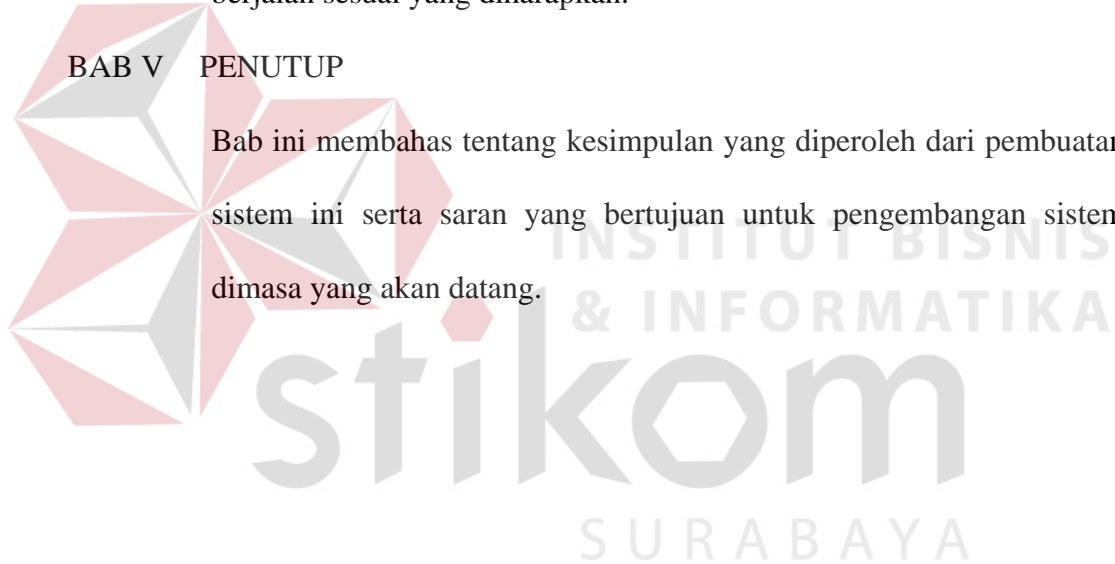 berjalan sesuai yang diharapkan.
BAB V PENUTUP
Bab ini membahas tentang kesimpulan yang diperoleh dari pembuatan
sistem ini serta saran yang bertujuan untuk pengembangan sistem
dimasa yang akan datang.
INSTITUT BISNIS
& INFORMATIKA
stikom
SURABAYA